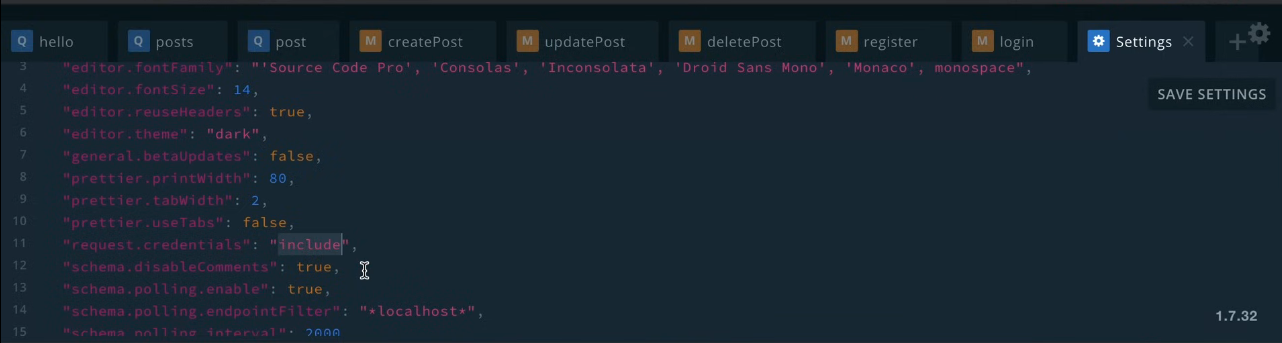 Q hello Q posts Q post M createPost M updatePost M deletePost M register M login Settings
SAVE SETTINGS
3 "editor.fontFamily": "'Source Code Pro', 'Consolas', 'Inconsolata', 'Droid Sans Mono', 'Monaco', monospace",
4 "editor.fontSize": 14,
5 "editor.reuseHeaders": true,
6 "editor.theme": "dark",
7 "general.betaUpdates": false,
8 "prettier.printWidth": 80,
9 "prettier.tabWidth": 2,
10 "prettier.useTabs": false,
11 "request.credentials": "include",
12 "schema.disableComments": true,
13 "schema.polling.enable": true,
14 "schema.polling.endpointFilter": "*localhost*",
15 "schema.polling.interval": 2000
1.7.32